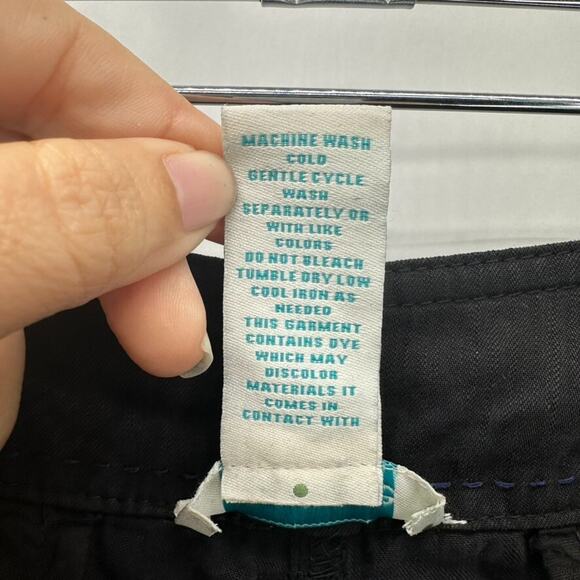 MACHINE WASH
COLD
GENTLE CYCLE
WASH
SEPARATELY OR
WITH LIKE
COLORS
DO NOT BLEACH
TUMBLE DRY LOW
COOL IRON AS
NEEDED
THIS GARMENT
CONTAINS DYE
WHICH MAY
DISCOLOR
MATERIALS IT
COMES IN
CONTACT WITH